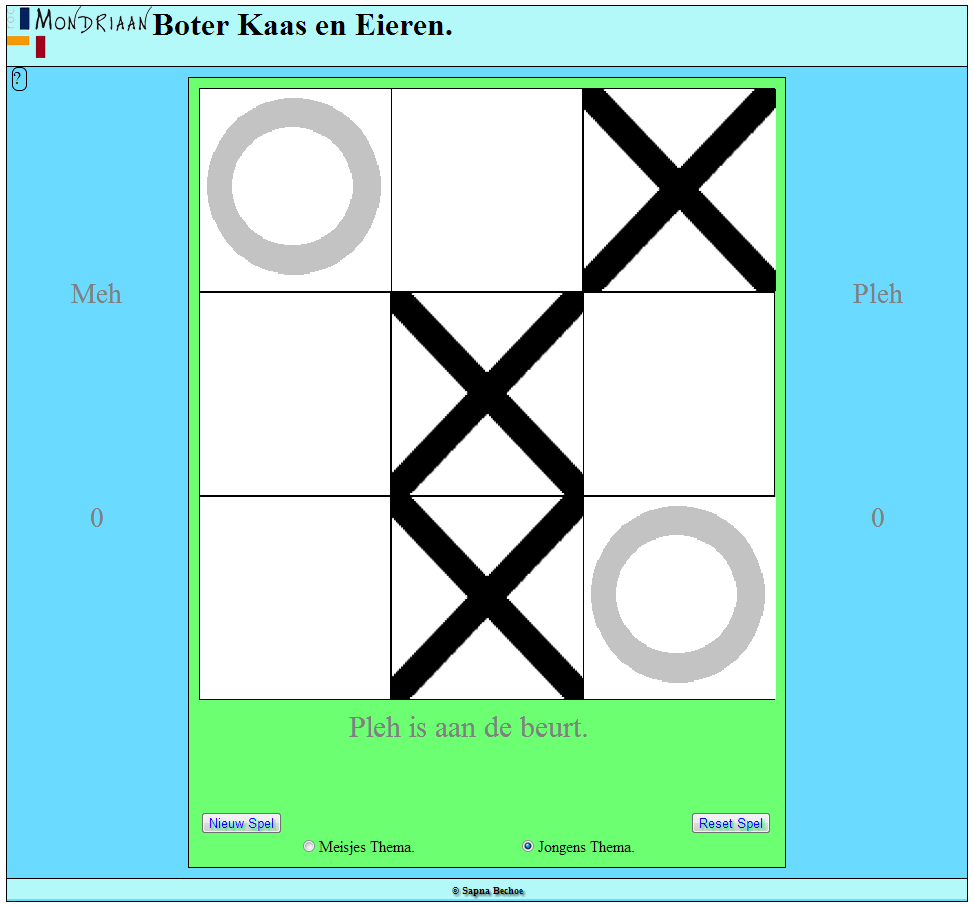 MONDRIAAN
Boter Kaas en Eieren.
?
Meh
Pleh
0
0
Pleh is aan de beurt.
Nieuw Spel
Reset Spel
Meisjes Thema.
Jongens Thema.
© Sapna Bechoe